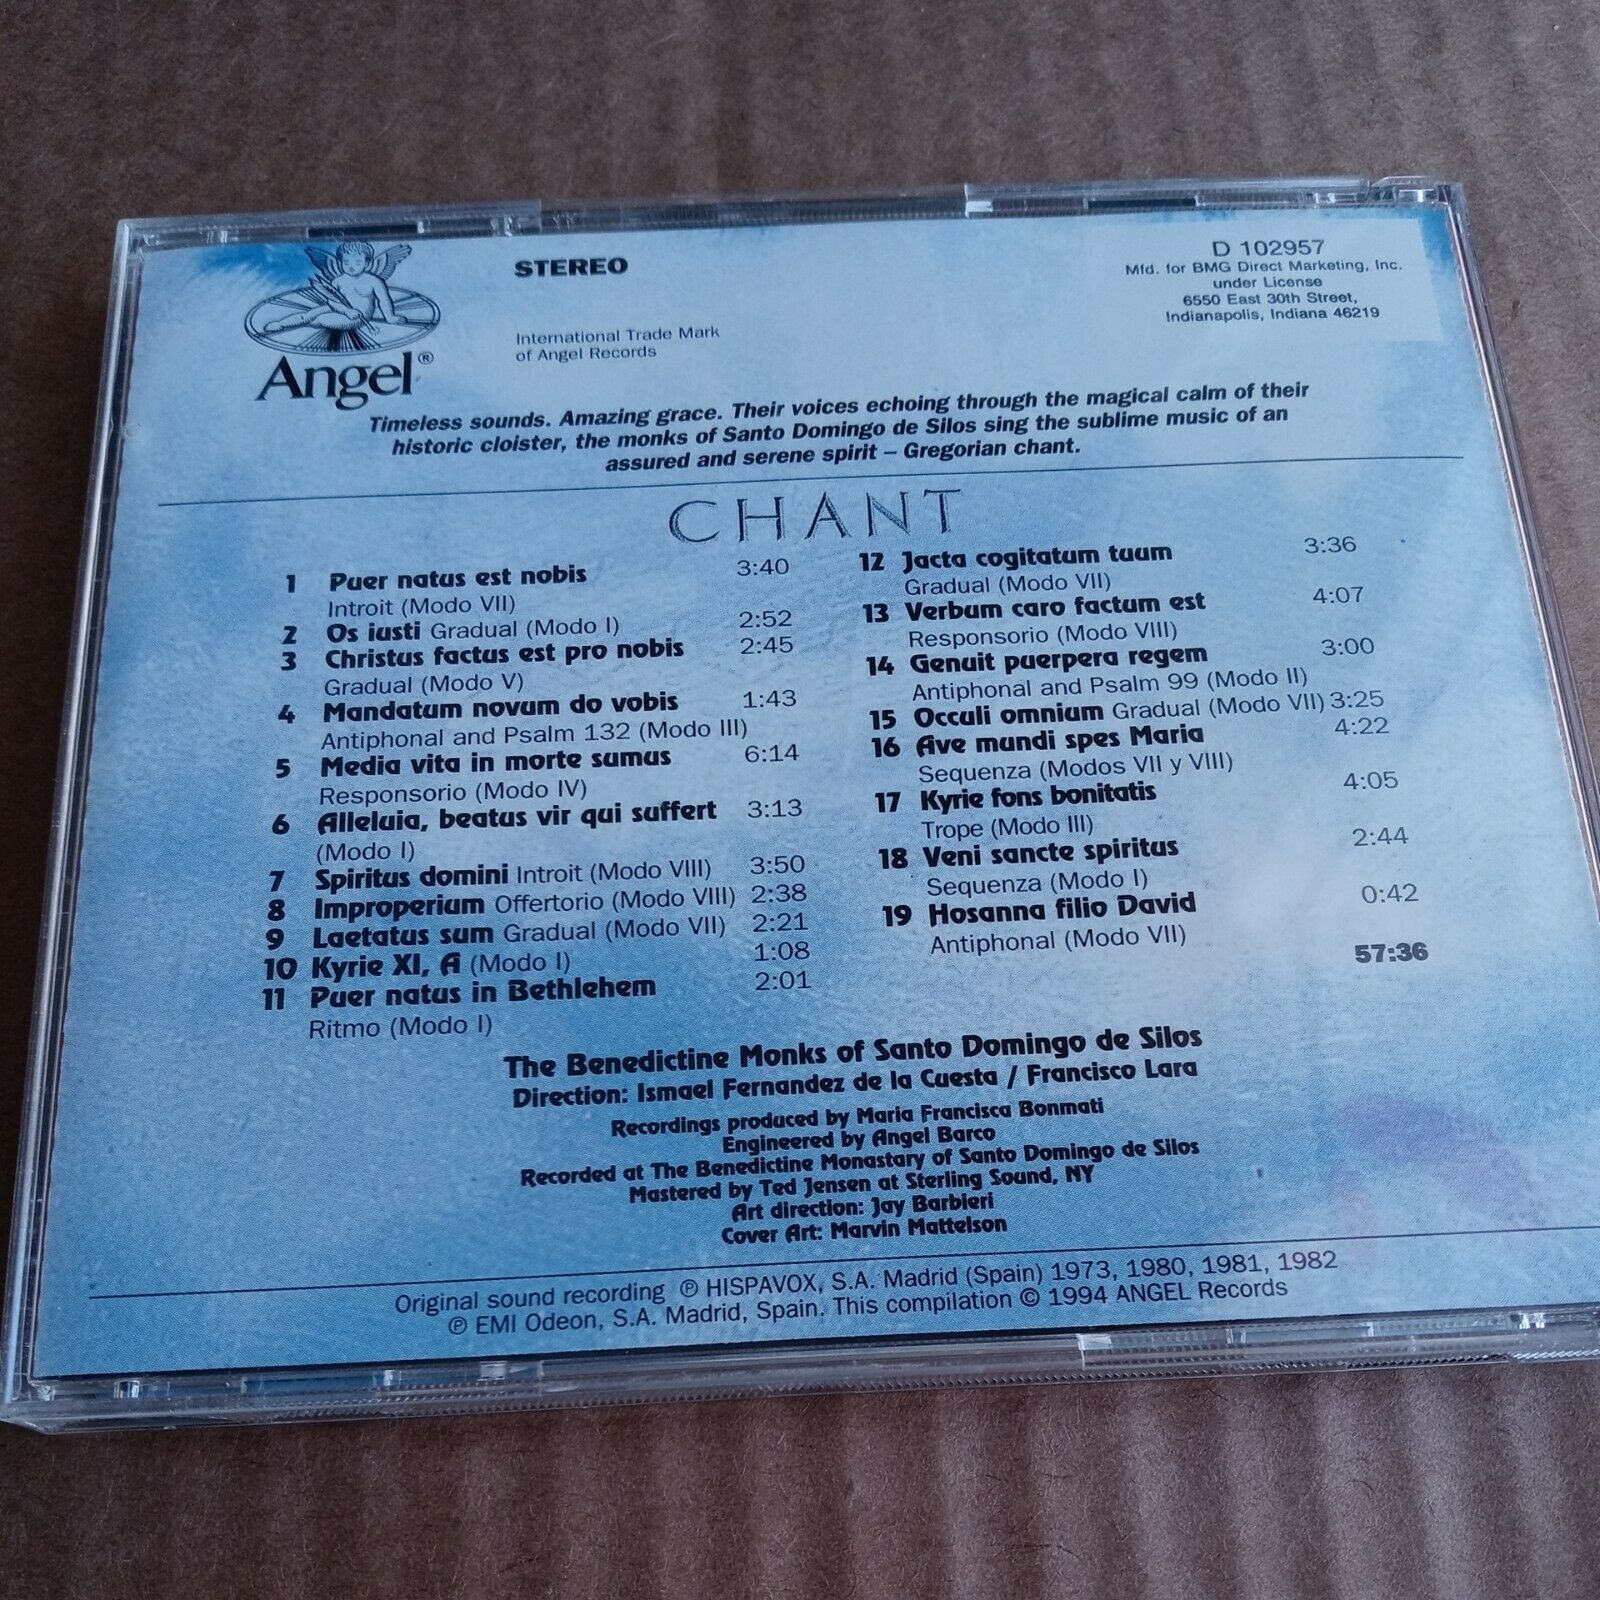 Angel®
STEREO
International Trade Mark
of Angel Records
D 102957
Mfd. for BMG Direct Marketing, Inc.
under License
6550 East 30th Street,
Indianapolis, Indiana 46219
Timeless sounds. Amazing grace. Their voices echoing through the magical calm of their
historic cloister, the monks of Santo Domingo de Silos sing the sublime music of an
assured and serene spirit – Gregorian chant.
CHANT
1 Puer natus est nobis 3:40
Introit (Modo VII)
2 Os iusti Gradual (Modo I) 2:52
3 Christus factus est pro nobis 2:45
Gradual (Modo V)
4 Mandatum novum do vobis 1:43
Antiphonal and Psalm 132 (Modo III)
5 Media vita in morte sumus 6:14
Responsorio (Modo IV)
6 Alleluia, beatus vir qui suffert 3:13
(Modo I)
7 Spiritus domini Introit (Modo VIII) 3:50
8 Improperium Offertorio (Modo VIII) 2:38
9 Laetatus sum Gradual (Modo VII) 2:21
10 Kyrie XI, A (Modo I) 1:08
11 Puer natus in Bethlehem 2:01
Ritmo (Modo I)
12 Jacta cogitatum tuum 3:36
Gradual (Modo VII)
13 Verbum caro factum est 4:07
Responsorio (Modo VIII)
14 Genuit puerpera regem 3:00
Antiphonal and Psalm 99 (Modo II)
15 Occuli omnium Gradual (Modo VII) 3:25
16 Ave mundi spes Maria 4:22
Sequenza (Modos VII y VIII)
17 Kyrie fons bonitatis 4:05
Trope (Modo III)
18 Veni sancte spiritus 2:44
Sequenza (Modo I)
19 Hosanna filio David 0:42
Antiphonal (Modo VII)
57:36
The Benedictine Monks of Santo Domingo de Silos
Direction: Ismael Fernandez de la Cuesta / Francisco Lara
Recordings produced by Maria Francisca Bonmati
Engineered by Angel Barco
Recorded at The Benedictine Monastary of Santo Domingo de Silos
Mastered by Ted Jensen at Sterling Sound, NY
Art direction: Jay Barbieri
Cover Art: Marvin Mattelson
Original sound recording ℗ HISPAVOX, S.A. Madrid (Spain) 1973, 1980, 1981, 1982
℗ EMI Odeon, S.A. Madrid, Spain. This compilation © 1994 ANGEL Records